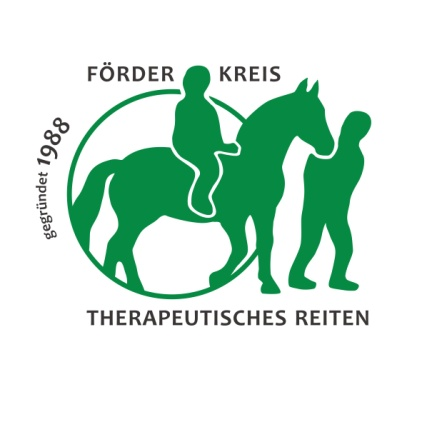 FÖRDER KREIS
gegründet 1988
THERAPEUTISCHES REITEN